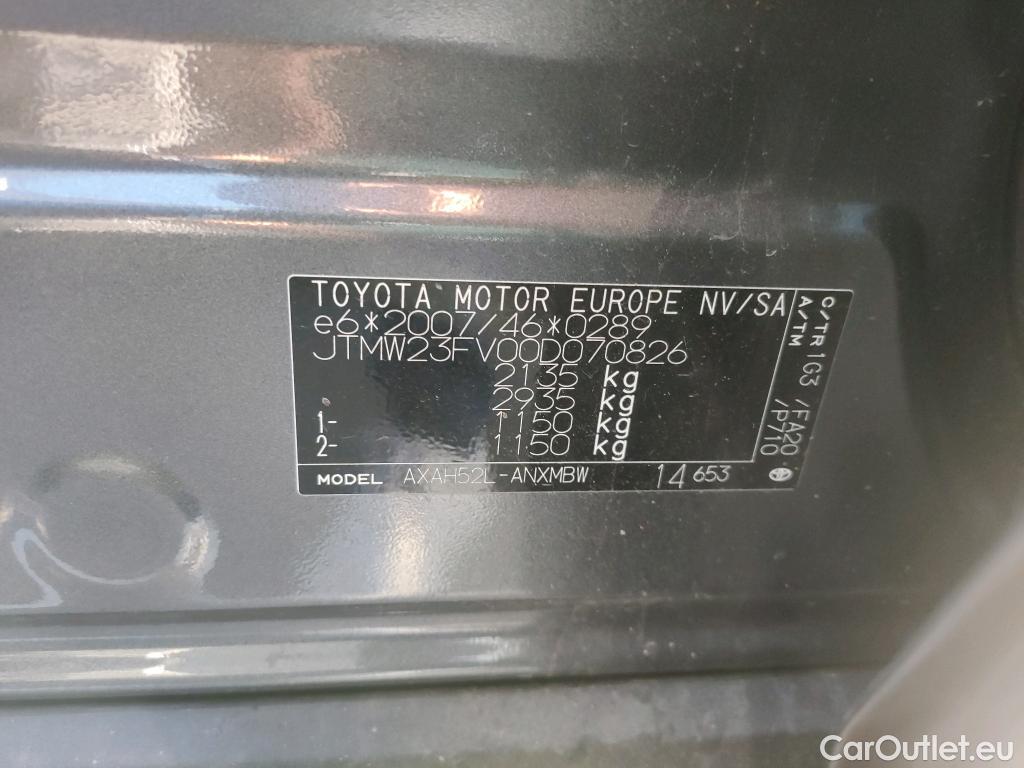 TOYOTA MOTOR EUROPE NV/SA
e6*2007/46*0289
JTMW23FV00D070826
2135 kg
2935 kg
1- 1150 kg
2- 1150 kg
MODEL AXAH52L-ANXMBW 14 653
C/TR 1G3 /FA20
A/TM /P710
CarOutlet.eu